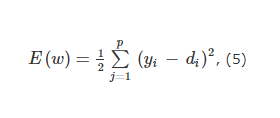 E(w) = ½ ∑_{j=1}^{p} (y_i − d_i)², (5)